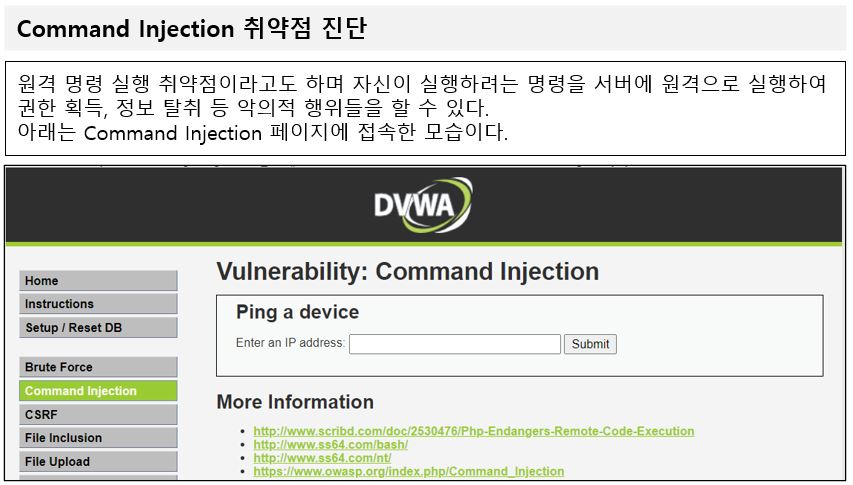 Command Injection 취약점 진단
원격 명령 실행 취약점이라고도 하며 자신이 실행하려는 명령을 서버에 원격으로 실행하여
권한 획득, 정보 탈취 등 악의적 행위들을 할 수 있다.
아래는 Command Injection 페이지에 접속한 모습이다.
DVWA
Home
Instructions
Setup / Reset DB
Brute Force
Command Injection
CSRF
File Inclusion
File Upload
Vulnerability: Command Injection
Ping a device
Enter an IP address: Submit
More Information
http://www.scribd.com/doc/2530476/Php-Endangers-Remote-Code-Execution
http://www.ss64.com/bash/
http://www.ss64.com/nt/
https://www.owasp.org/index.php/Command_Injection